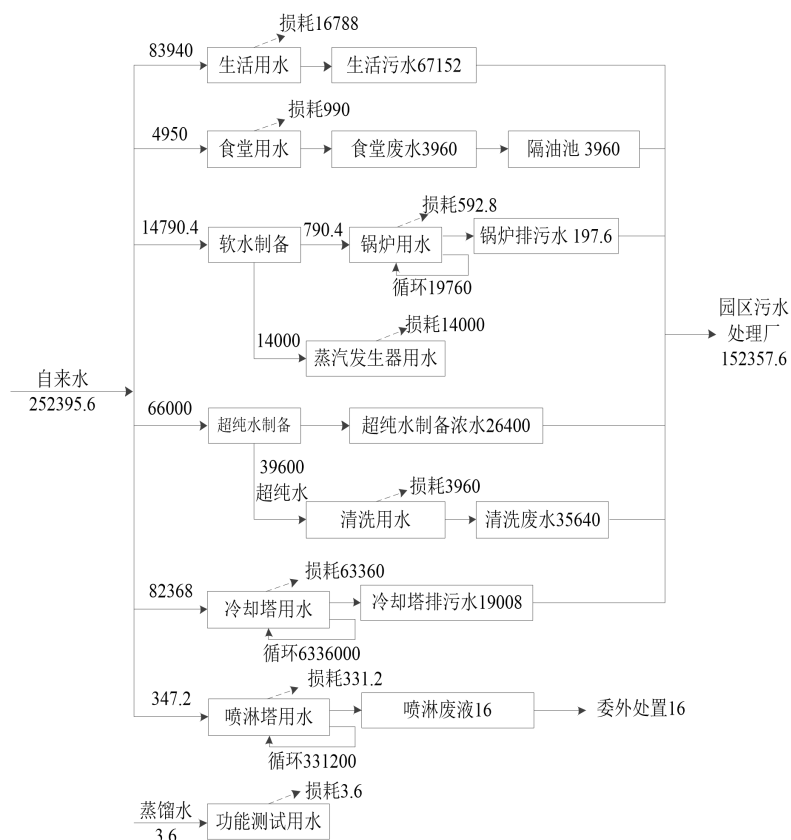 损耗16788
83940
生活用水
生活污水67152
损耗990
4950
食堂用水
食堂废水3960
隔油池 3960
损耗592.8
14790.4
软水制备
790.4
锅炉用水
锅炉排污水 197.6
循环19760
损耗14000
14000
蒸汽发生器用水
园区污水
处理厂
152357.6
自来水
252395.6
66000
超纯水制备
超纯水制备浓水26400
39600
超纯水
损耗3960
清洗用水
清洗废水35640
损耗63360
82368
冷却塔用水
冷却塔排污水19008
循环6336000
损耗331.2
347.2
喷淋塔用水
喷淋废液16
委外处置16
循环331200
损耗3.6
蒸馏水
3.6
功能测试用水